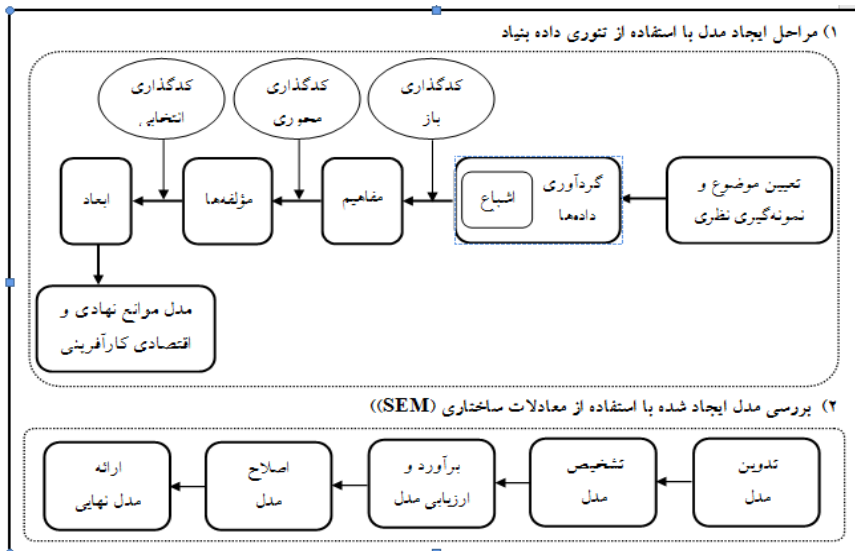 ۱) مراحل ایجاد مدل با استفاده از تئوری داده بنیاد
کدگذاری
باز
کدگذاری
محوری
کدگذاری
انتخابی
تعیین موضوع و
نمونه‌گیری نظری
گردآوری
داده‌ها
اشباع
مفاهیم
مؤلفه‌ها
ابعاد
مدل موانع نهادی و
اقتصادی کارآفرینی
۲) بررسی مدل ایجاد شده با استفاده از معادلات ساختاری (SEM))
تدوین
مدل
تشخیص
مدل
برآورد و
ارزیابی مدل
اصلاح
مدل
ارائه
مدل نهایی